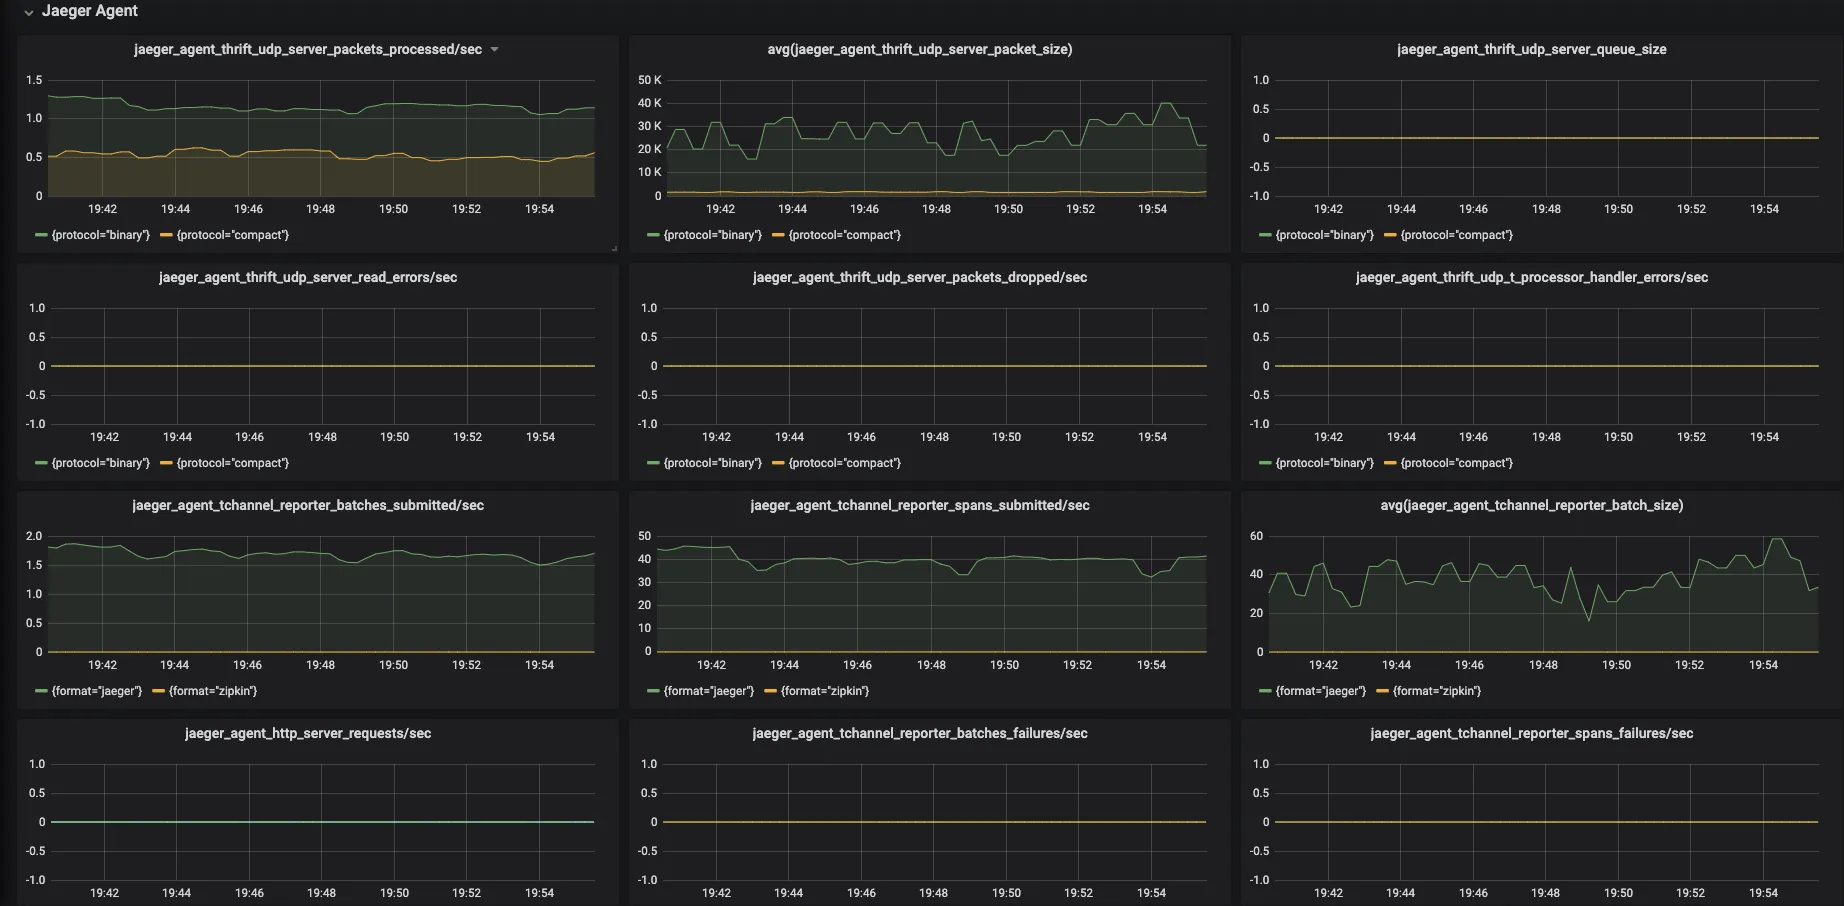 Jaeger Agent
jaeger_agent_thrift_udp_server_packets_processed/sec
1.5
1.0
0.5
0
19:42 19:44 19:46 19:48 19:50 19:52 19:54
{protocol="binary"} {protocol="compact"}
avg(jaeger_agent_thrift_udp_server_packet_size)
50 K
40 K
30 K
20 K
10 K
0
19:42 19:44 19:46 19:48 19:50 19:52 19:54
{protocol="binary"} {protocol="compact"}
jaeger_agent_thrift_udp_server_queue_size
1.0
0.5
0
-0.5
-1.0
19:42 19:44 19:46 19:48 19:50 19:52 19:54
{protocol="binary"} {protocol="compact"}
jaeger_agent_thrift_udp_server_read_errors/sec
1.0
0.5
0
-0.5
-1.0
19:42 19:44 19:46 19:48 19:50 19:52 19:54
{protocol="binary"} {protocol="compact"}
jaeger_agent_thrift_udp_server_packets_dropped/sec
1.0
0.5
0
-0.5
-1.0
19:42 19:44 19:46 19:48 19:50 19:52 19:54
{protocol="binary"} {protocol="compact"}
jaeger_agent_thrift_udp_t_processor_handler_errors/sec
1.0
0.5
0
-0.5
-1.0
19:42 19:44 19:46 19:48 19:50 19:52 19:54
{protocol="binary"} {protocol="compact"}
jaeger_agent_tchannel_reporter_batches_submitted/sec
2.0
1.5
1.0
0.5
0
19:42 19:44 19:46 19:48 19:50 19:52 19:54
{format="jaeger"} {format="zipkin"}
jaeger_agent_tchannel_reporter_spans_submitted/sec
50
40
30
20
10
0
19:42 19:44 19:46 19:48 19:50 19:52 19:54
{format="jaeger"} {format="zipkin"}
avg(jaeger_agent_tchannel_reporter_batch_size)
60
40
20
0
19:42 19:44 19:46 19:48 19:50 19:52 19:54
{format="jaeger"} {format="zipkin"}
jaeger_agent_http_server_requests/sec
1.0
0.5
0
-0.5
-1.0
19:42 19:44 19:46 19:48 19:50 19:52 19:54
jaeger_agent_tchannel_reporter_batches_failures/sec
1.0
0.5
0
-0.5
-1.0
19:42 19:44 19:46 19:48 19:50 19:52 19:54
jaeger_agent_tchannel_reporter_spans_failures/sec
1.0
0.5
0
-0.5
-1.0
19:42 19:44 19:46 19:48 19:50 19:52 19:54